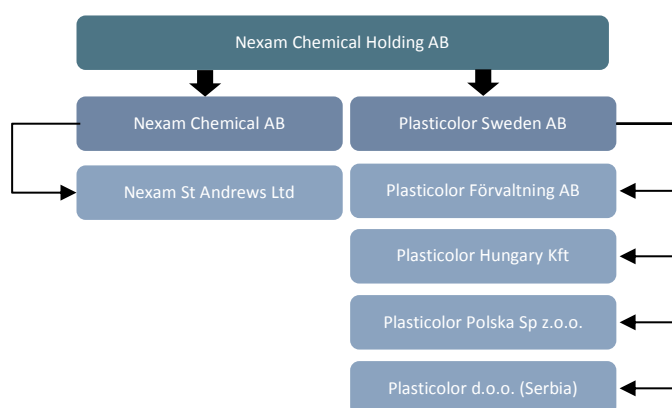 Nexam Chemical Holding AB
Nexam Chemical AB
Plasticolor Sweden AB
Nexam St Andrews Ltd
Plasticolor Förvaltning AB
Plasticolor Hungary Kft
Plasticolor Polska Sp z.o.o.
Plasticolor d.o.o. (Serbia)